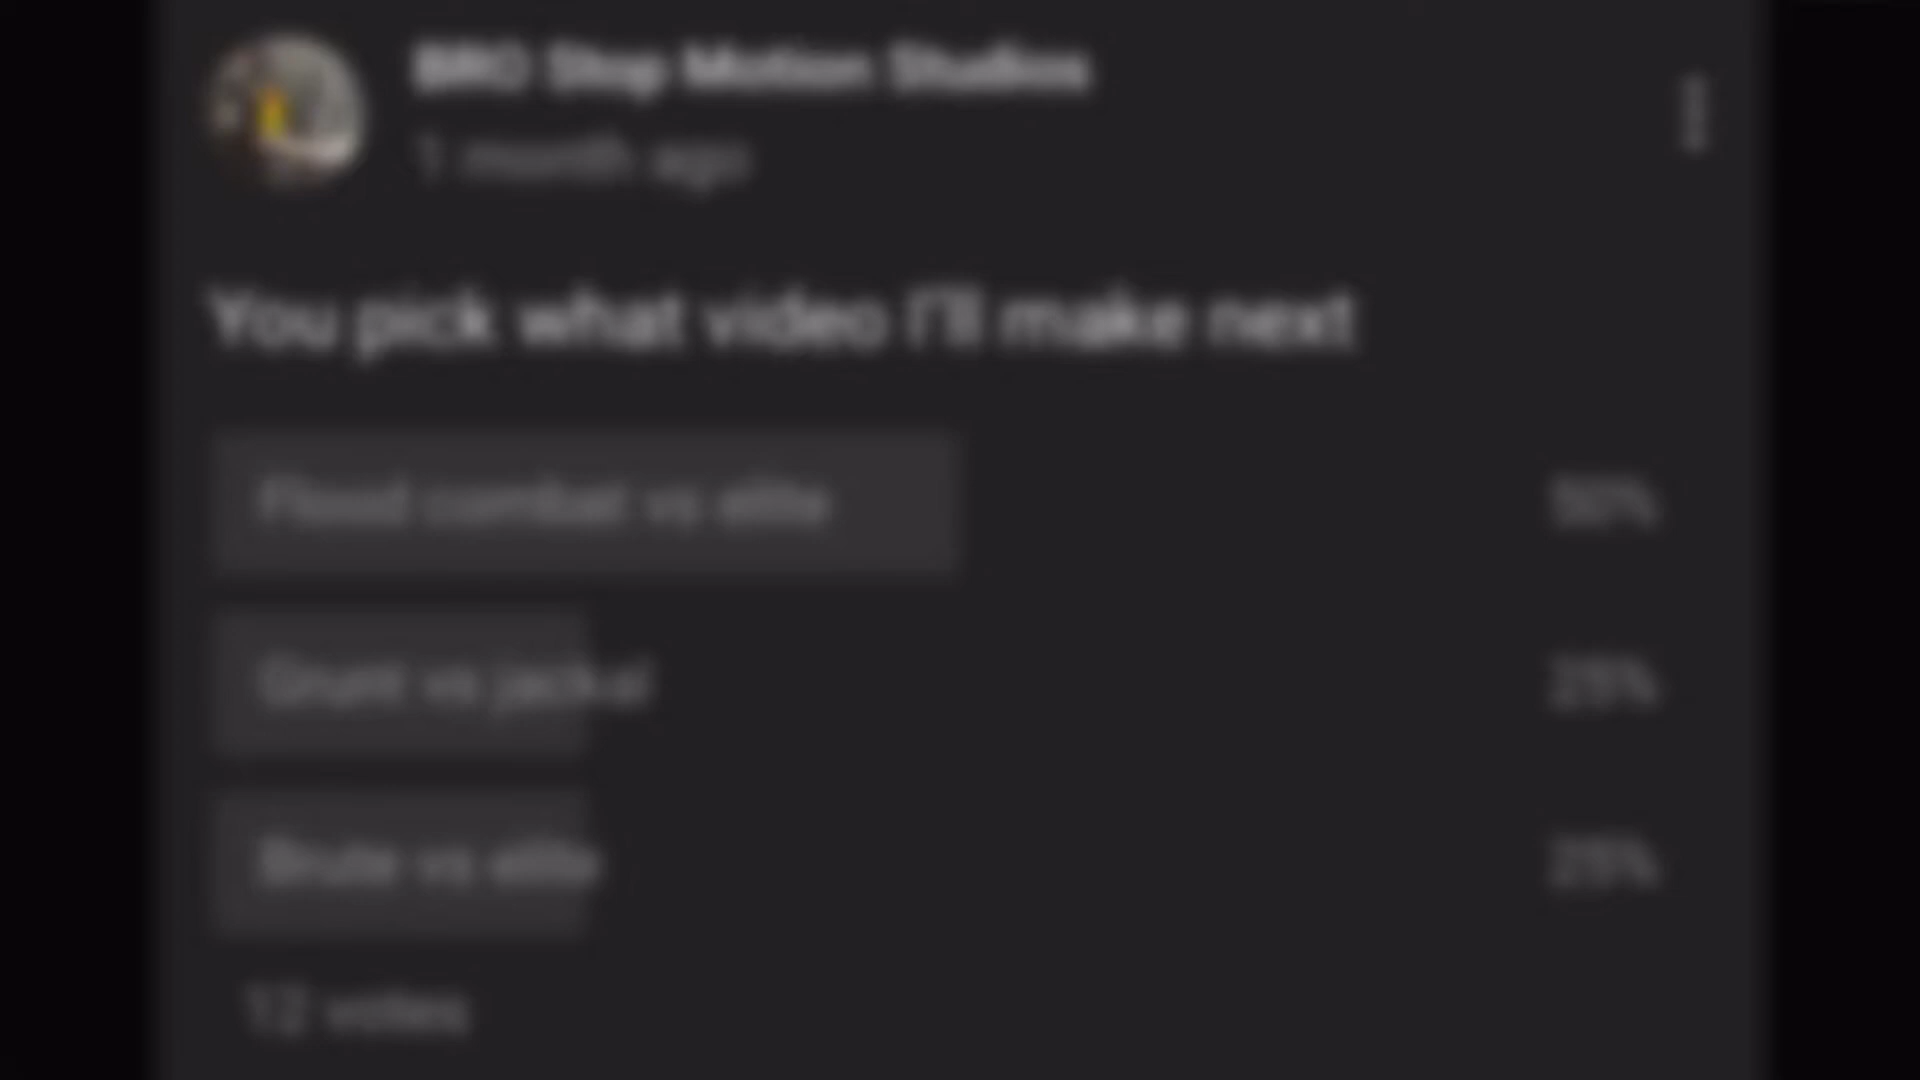 BRO Stop Motion Studios
1 month ago
You pick what video I'll make next
Flood combat vs elite 50%
Grunt vs jackal 25%
Brute vs elite 25%
12 votes